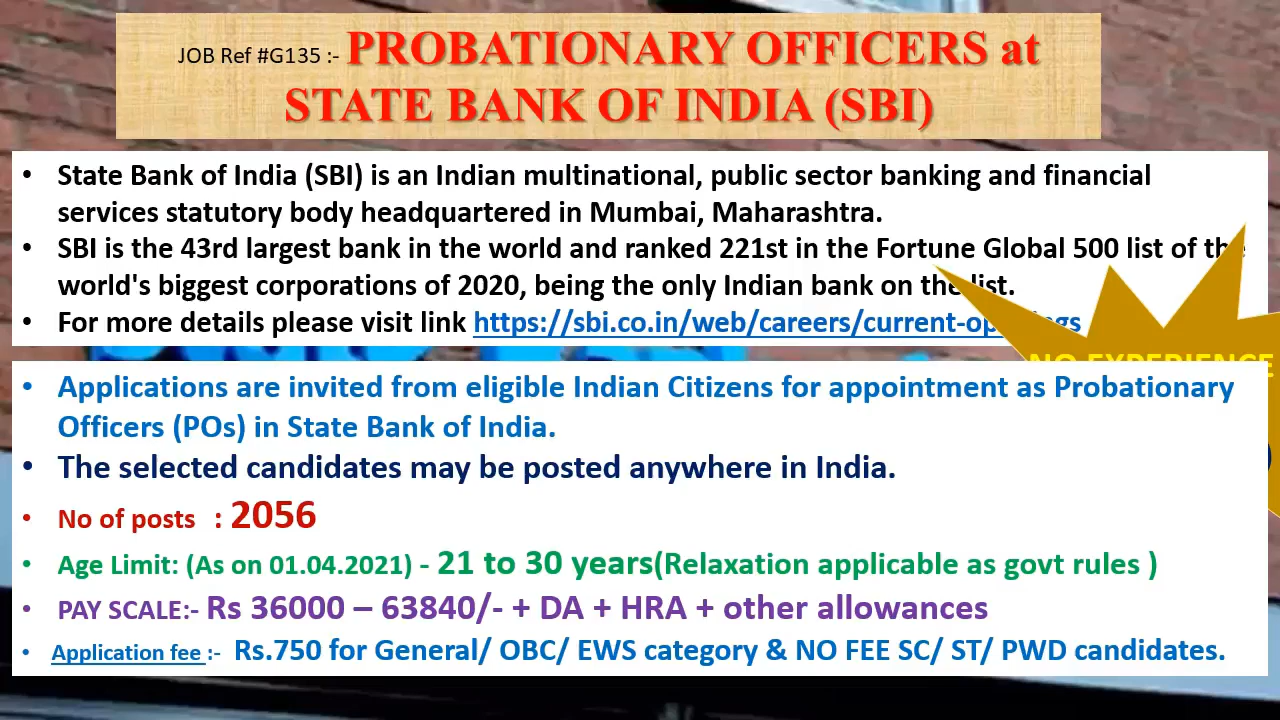 JOB Ref #G135 :- PROBATIONARY OFFICERS at
STATE BANK OF INDIA (SBI)
• State Bank of India (SBI) is an Indian multinational, public sector banking and financial
services statutory body headquartered in Mumbai, Maharashtra.
• SBI is the 43rd largest bank in the world and ranked 221st in the Fortune Global 500 list of the
world's biggest corporations of 2020, being the only Indian bank on the list.
• For more details please visit link https://sbi.co.in/web/careers/current-openings
NO EXPERIENCE
• Applications are invited from eligible Indian Citizens for appointment as Probationary
Officers (POs) in State Bank of India.
• The selected candidates may be posted anywhere in India.
• No of posts : 2056
• Age Limit: (As on 01.04.2021) - 21 to 30 years(Relaxation applicable as govt rules )
• PAY SCALE:- Rs 36000 – 63840/- + DA + HRA + other allowances
• Application fee :- Rs.750 for General/ OBC/ EWS category & NO FEE SC/ ST/ PWD candidates.